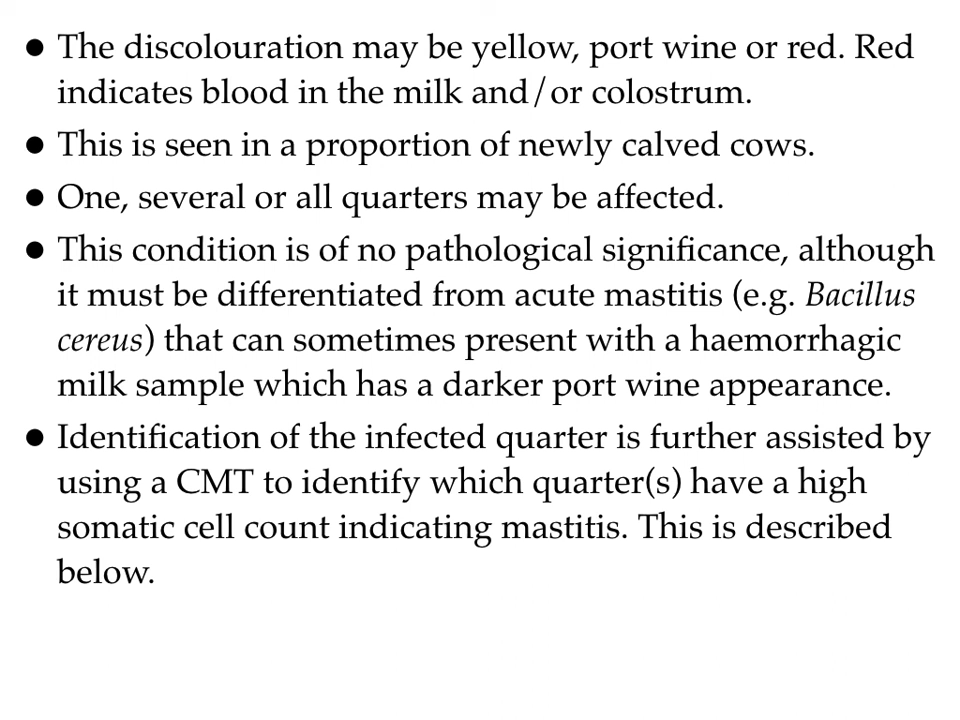 ● The discolouration may be yellow, port wine or red. Red
indicates blood in the milk and/or colostrum.
● This is seen in a proportion of newly calved cows.
● One, several or all quarters may be affected.
● This condition is of no pathological significance, although
it must be differentiated from acute mastitis (e.g. Bacillus
cereus) that can sometimes present with a haemorrhagic
milk sample which has a darker port wine appearance.
● Identification of the infected quarter is further assisted by
using a CMT to identify which quarter(s) have a high
somatic cell count indicating mastitis. This is described
below.